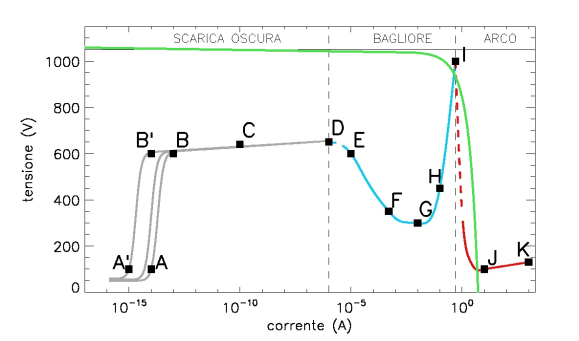 SCARICA OSCURA BAGLIORE ARCO
1000
800
600
400
200
0
tensione (V)
A' A B' B C D E F G H I J K
10⁻¹⁵ 10⁻¹⁰ 10⁻⁵ 10⁰
corrente (A)